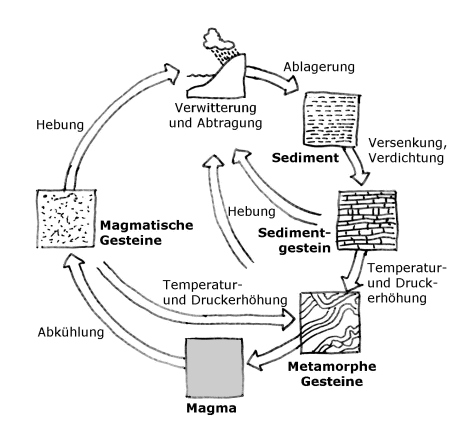 Ablagerung
Verwitterung
und Abtragung
Hebung
Sediment
Versenkung,
Verdichtung
Magmatische
Gesteine
Hebung
Sediment-
gestein
Temperatur-
und Druck-
erhöhung
Temperatur-
und Druckerhöhung
Abkühlung
Metamorphe
Gesteine
Magma